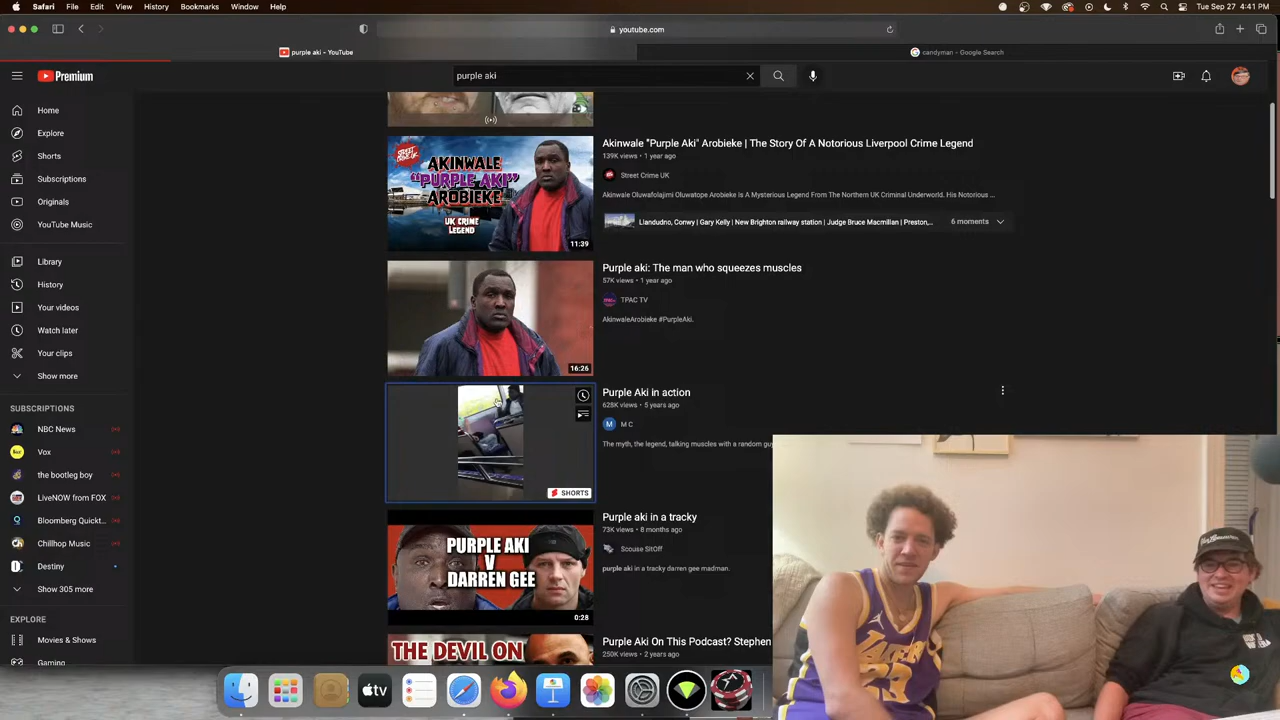 Safari File Edit View History Bookmarks Window Help
Tue Sep 27 4:41 PM
youtube.com
purple aki - YouTube
candyman - Google Search
Premium
purple aki
Home
Explore
Shorts
Subscriptions
Originals
YouTube Music
Library
History
Your videos
Watch later
Your clips
Show more
SUBSCRIPTIONS
NBC News
Vox
the bootleg boy
LiveNOW from FOX
Bloomberg Quickt...
Chillhop Music
Destiny
Show 305 more
EXPLORE
Movies & Shows
Gaming
STREET CRIME UK
AKINWALE
"PURPLE AKI"
AROBIEKE
UK CRIME
LEGEND
11:39
Akinwale "Purple Aki" Arobieke | The Story Of A Notorious Liverpool Crime Legend
139K views • 1 year ago
Street Crime UK
Akinwale Oluwafolajimi Oluwatope Arobieke Is A Mysterious Legend From The Northern UK Criminal Underworld. His Notorious ...
Llandudno, Conwy | Gary Kelly | New Brighton railway station | Judge Bruce Macmillan | Preston,...
6 moments
16:26
Purple aki: The man who squeezes muscles
57K views • 1 year ago
TPAC TV
AkinwaleArobieke #PurpleAki.
SHORTS
Purple Aki in action
628K views • 5 years ago
M
M C
The myth, the legend, talking muscles with a random guy
PURPLE AKI
V
DARREN GEE
0:28
Purple aki in a tracky
73K views • 8 months ago
Scouse SitOff
purple aki in a tracky darren gee madman.
THE DEVIL ON
Purple Aki On This Podcast? Stephen
250K views • 2 years ago
tv